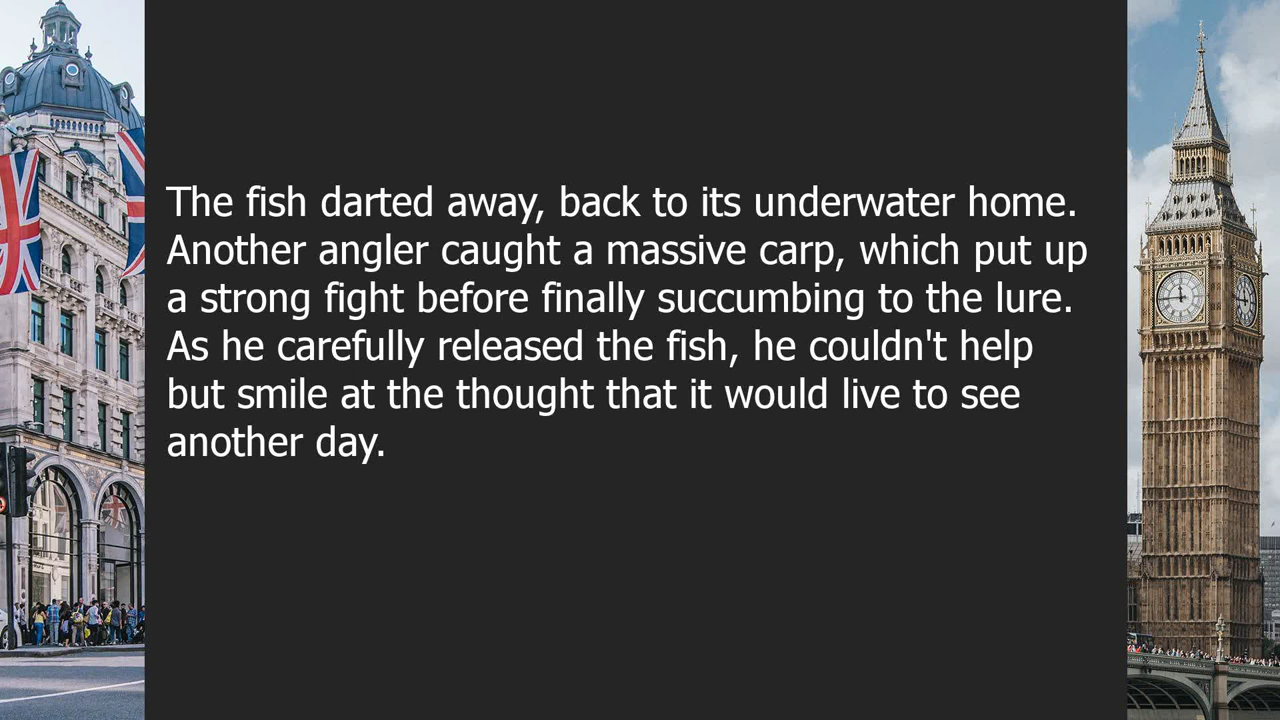 The fish darted away, back to its underwater home.
Another angler caught a massive carp, which put up
a strong fight before finally succumbing to the lure.
As he carefully released the fish, he couldn't help
but smile at the thought that it would live to see
another day.